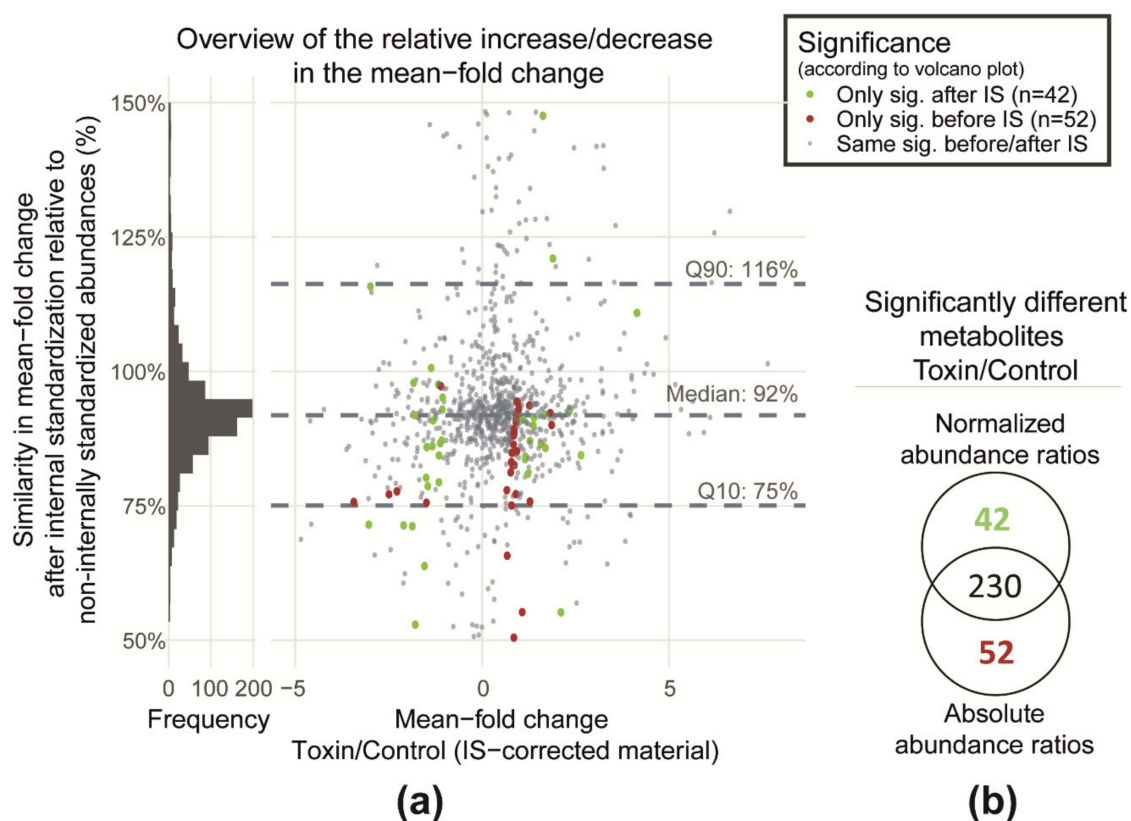 Overview of the relative increase/decrease
in the mean−fold change
Significance
(according to volcano plot)
Only sig. after IS (n=42)
Only sig. before IS (n=52)
Same sig. before/after IS
Similarity in mean−fold change
after internal standardization relative to
non−internally standardized abundances (%)
150%
125%
100%
75%
50%
Q90: 116%
Median: 92%
Q10: 75%
0 100 200
Frequency
−5 0 5
Mean−fold change
Toxin/Control (IS−corrected material)
(a)
Significantly different
metabolites
Toxin/Control
Normalized
abundance ratios
42
230
52
Absolute
abundance ratios
(b)